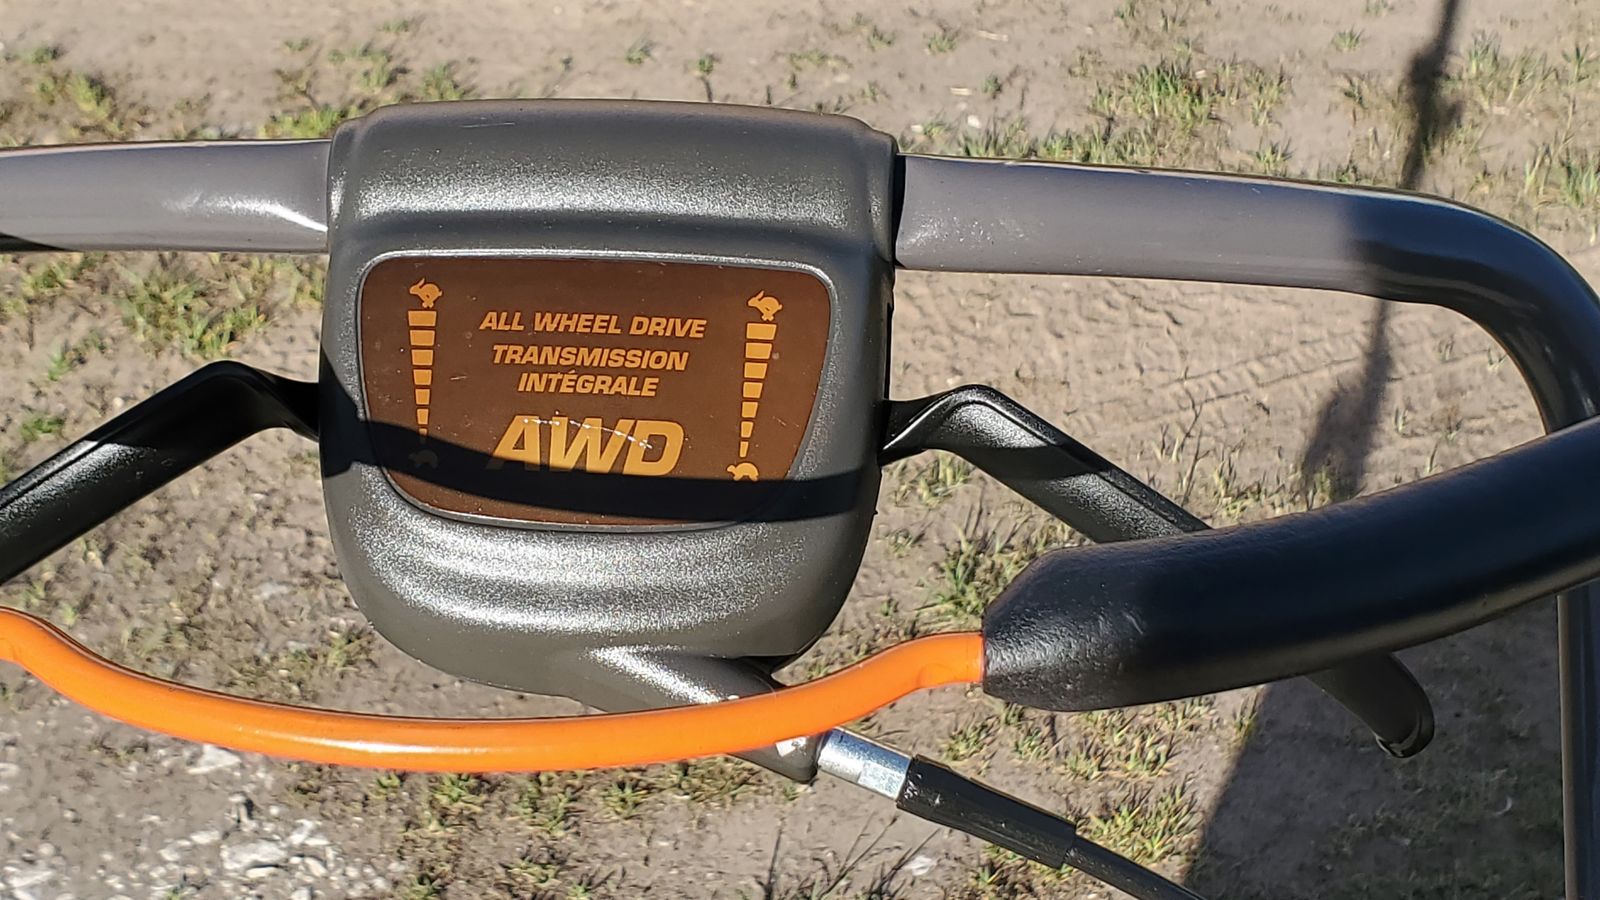 ALL WHEEL DRIVE
TRANSMISSION
INTÉGRALE
AWD